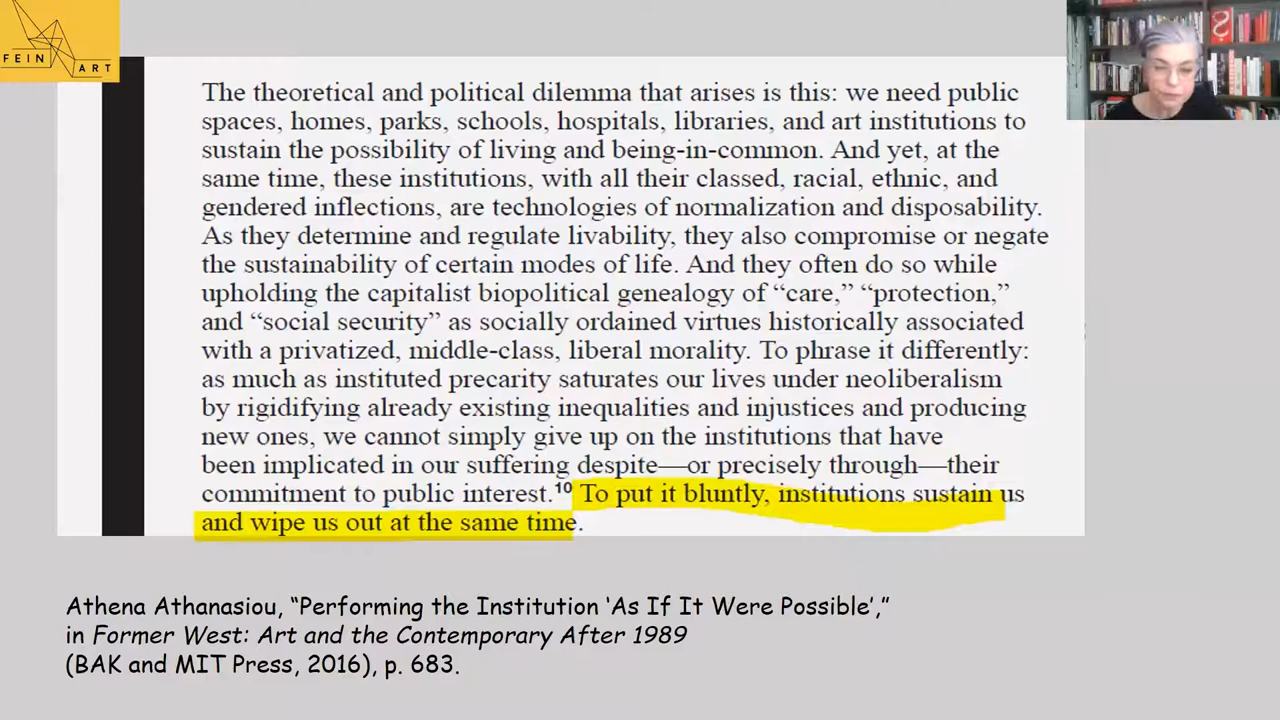 FEIN
ART
The theoretical and political dilemma that arises is this: we need public
spaces, homes, parks, schools, hospitals, libraries, and art institutions to
sustain the possibility of living and being-in-common. And yet, at the
same time, these institutions, with all their classed, racial, ethnic, and
gendered inflections, are technologies of normalization and disposability.
As they determine and regulate livability, they also compromise or negate
the sustainability of certain modes of life. And they often do so while
upholding the capitalist biopolitical genealogy of “care,” “protection,”
and “social security” as socially ordained virtues historically associated
with a privatized, middle-class, liberal morality. To phrase it differently:
as much as instituted precarity saturates our lives under neoliberalism
by rigidifying already existing inequalities and injustices and producing
new ones, we cannot simply give up on the institutions that have
been implicated in our suffering despite—or precisely through—their
commitment to public interest.¹⁰ To put it bluntly, institutions sustain us
and wipe us out at the same time.
Athena Athanasiou, “Performing the Institution ‘As If It Were Possible’,”
in Former West: Art and the Contemporary After 1989
(BAK and MIT Press, 2016), p. 683.